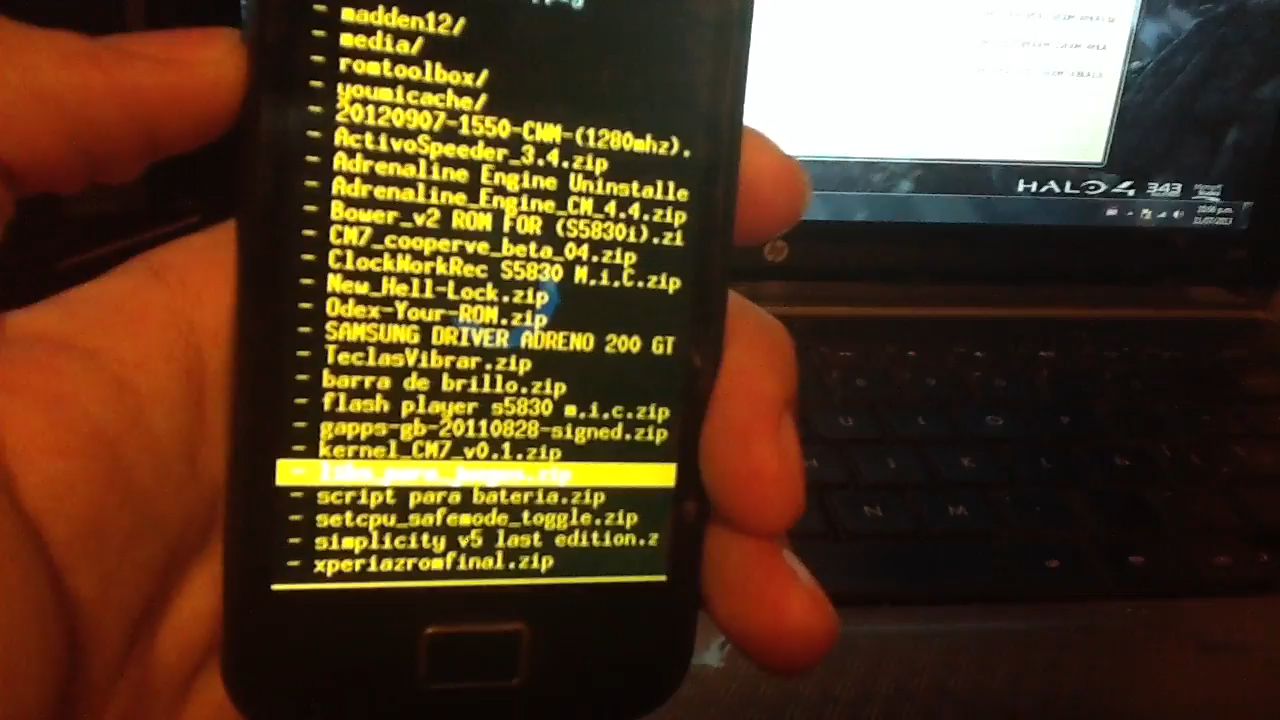 - madden12/
- media/
- romtoolbox/
- youmicache/
- 20120907-1550-CWM-(1280mhz).
- ActivoSpeeder_3.4.zip
- Adrenaline Engine Uninstalle
- Adrenaline_Engine_CM_4.4.zip
- Bower_v2 ROM FOR (S5830i).zi
- CM7_cooperve_beta_04.zip
- ClockWorkRec S5830 M.i.C.zip
- New_Hell-Lock.zip
- Odex-Your-ROM.zip
- SAMSUNG DRIVER ADRENO 200 GT
- TeclasVibrar.zip
- barra de brillo.zip
- flash player s5830 m.i.c.zip
- gapps-gb-20110828-signed.zip
- kernel_CM7_v0.1.zip
- script para bateria.zip
- setcpu_safemode_toggle.zip
- simplicity v5 last edition.z
- xperiazromfinal.zip
HALO 4 343
hp
U
K
L
N
M